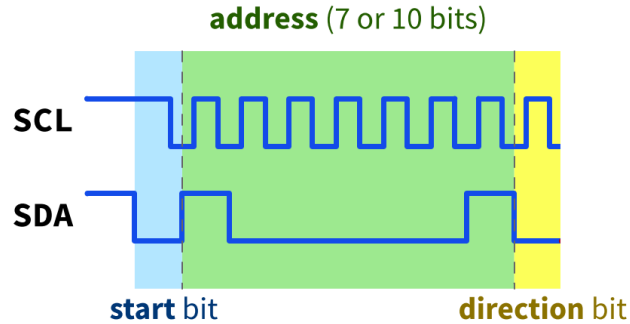 address (7 or 10 bits)
SCL
SDA
start bit
direction bit